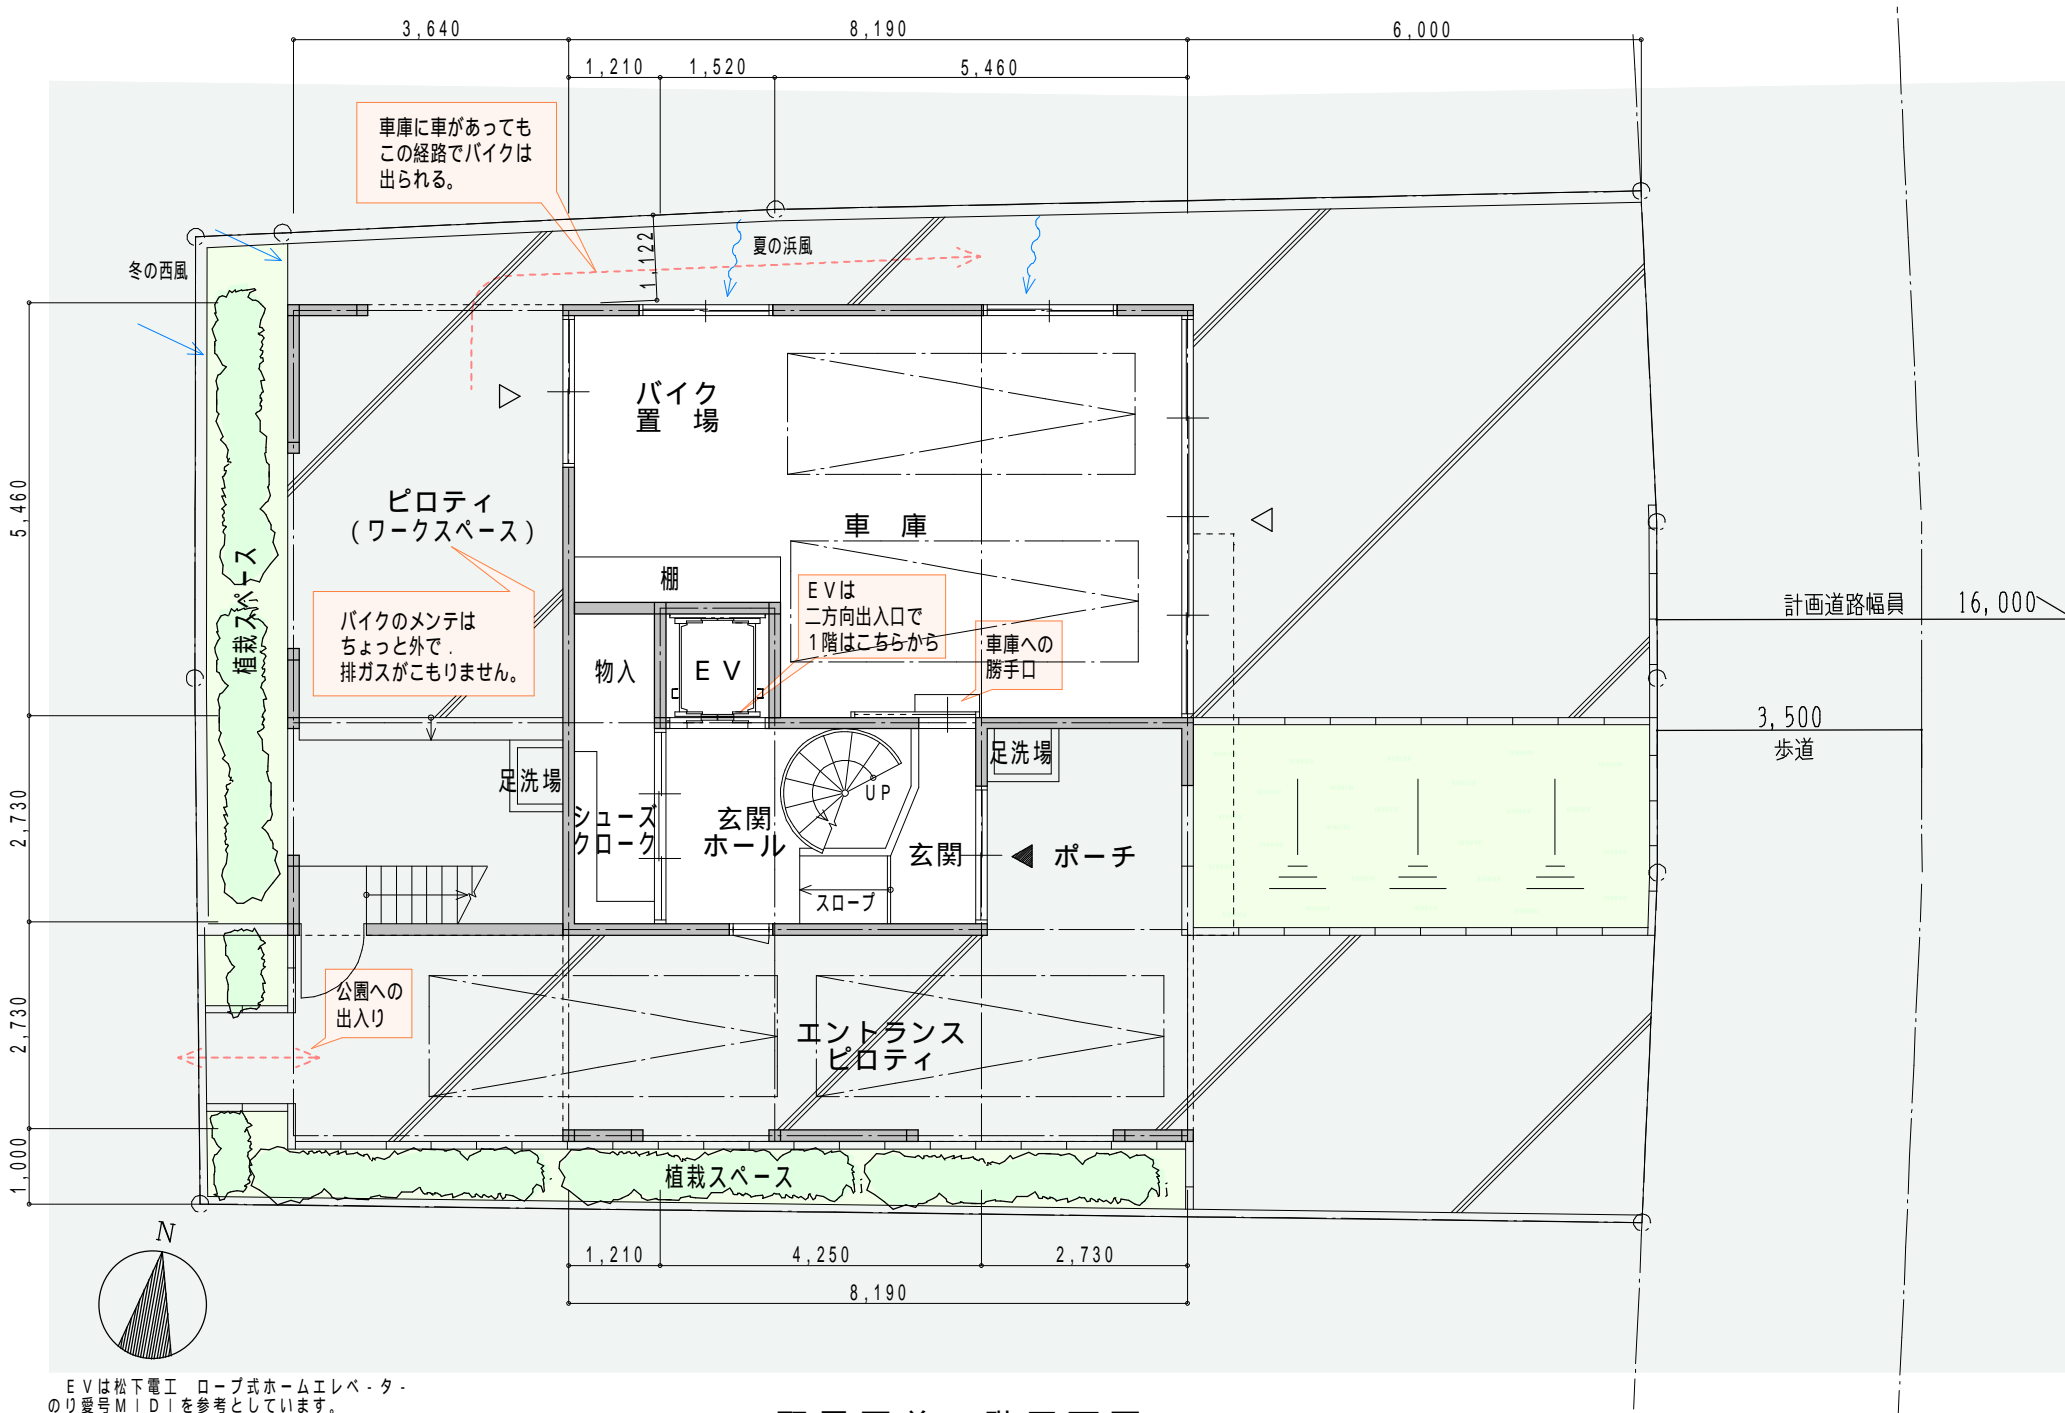 3,640
8,190
6,000
1,210
1,520
5,460
車庫に車があっても
この経路でバイクは
出られる。
1,122
夏の浜風
冬の西風
バイク
置 場
ピロティ
(ワークスペース)
車 庫
5,460
植栽スペース
棚
EVは
二方向出入口で
1階はこちらから
計画道路幅員 16,000
バイクのメンテは
ちょっと外で.
排ガスがこもりません。
物入
EV
車庫への
勝手口
3,500
歩道
足洗場
足洗場
UP
2,730
シューズ
クローク
玄関
ホール
玄関
ポーチ
スロープ
公園への
出入り
2,730
エントランス
ピロティ
1,000
植栽スペース
N
1,210
4,250
2,730
8,190
EVは松下電工 ロープ式ホームエレベ-タ-
のり愛号MIDIを参考としています。